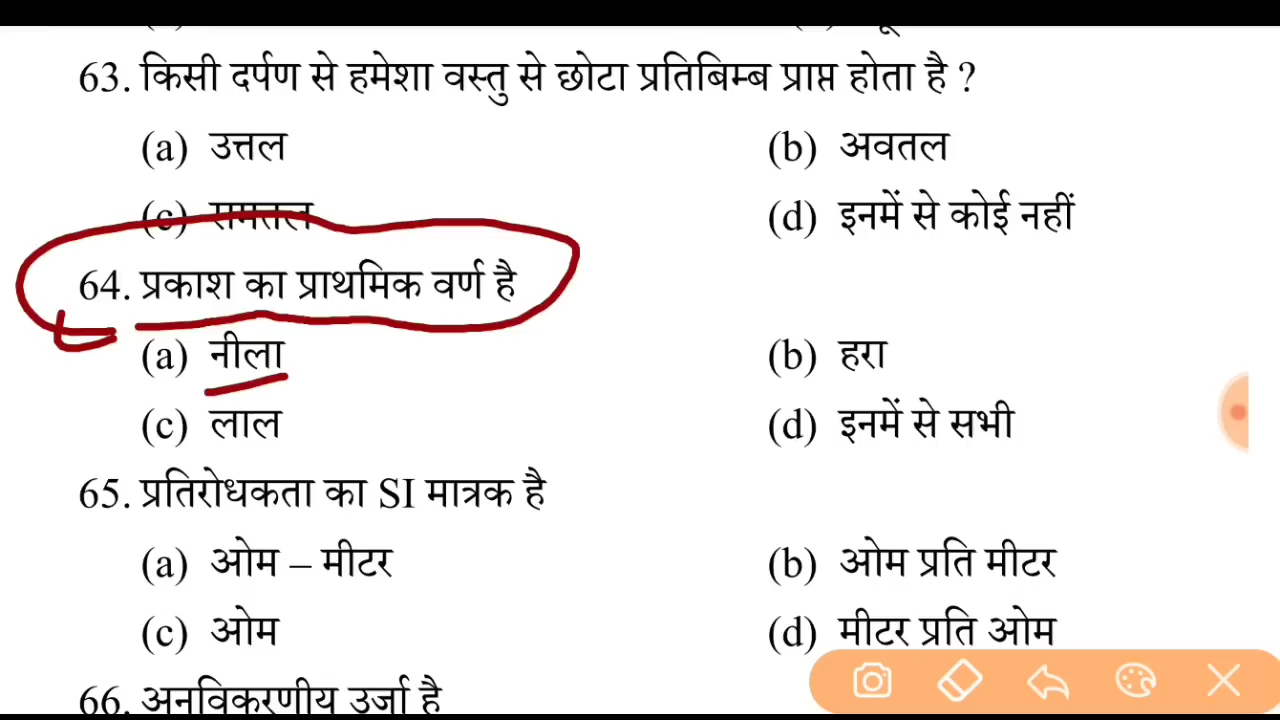 63. किसी दर्पण से हमेशा वस्तु से छोटा प्रतिबिम्ब प्राप्त होता है ?
(a) उत्तल (b) अवतल
(c) समतल (d) इनमें से कोई नहीं
64. प्रकाश का प्राथमिक वर्ण है
(a) नीला (b) हरा
(c) लाल (d) इनमें से सभी
65. प्रतिरोधकता का SI मात्रक है
(a) ओम – मीटर (b) ओम प्रति मीटर
(c) ओम (d) मीटर प्रति ओम
66. अनविकरणीय उर्जा है